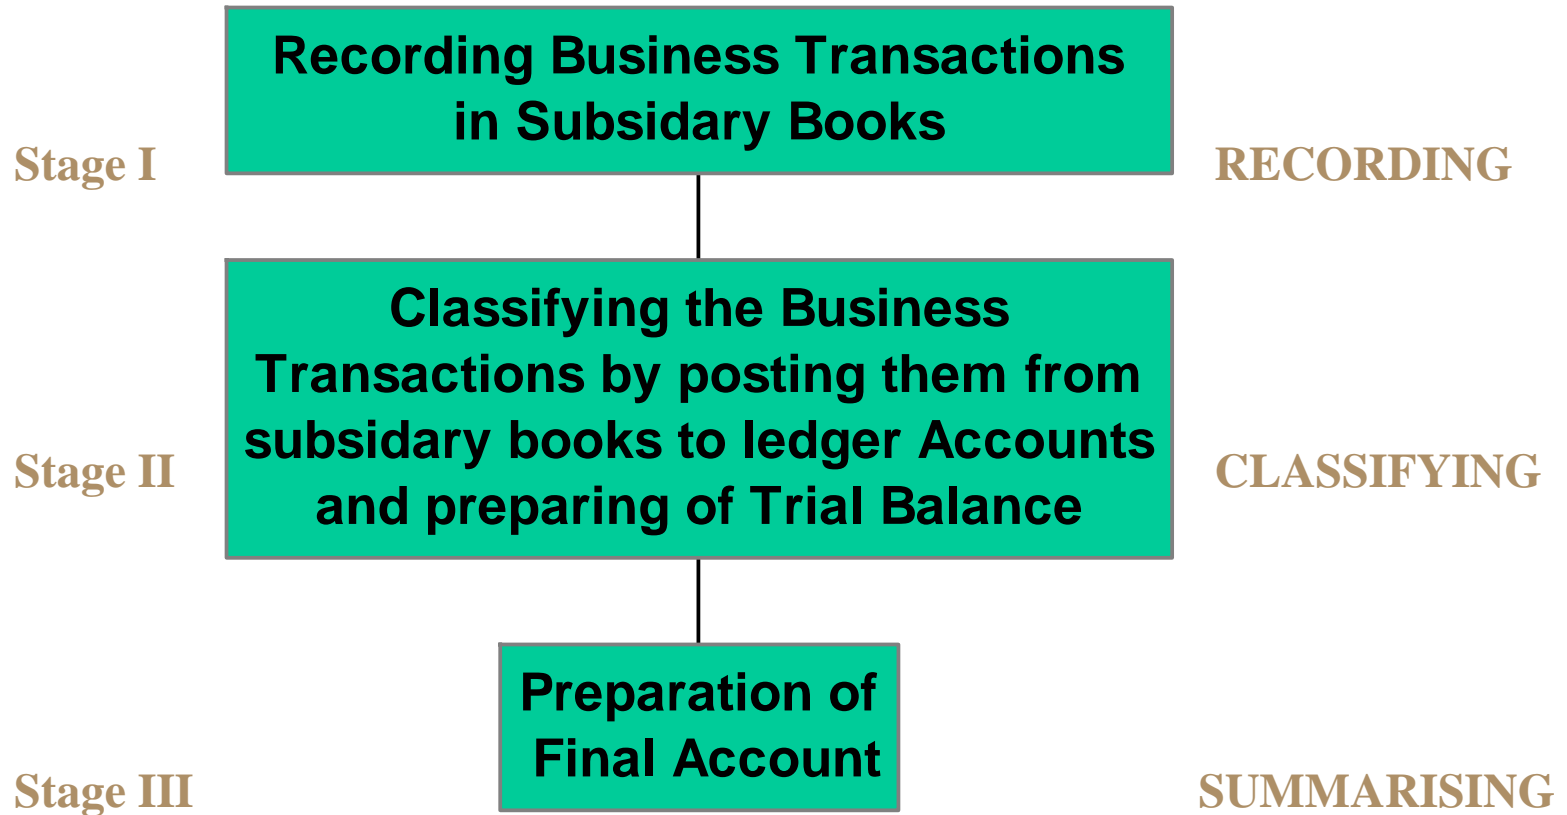 Recording Business Transactions
in Subsidary Books
Stage I
RECORDING
Classifying the Business
Transactions by posting them from
subsidary books to ledger Accounts
and preparing of Trial Balance
Stage II
CLASSIFYING
Preparation of
Final Account
Stage III
SUMMARISING